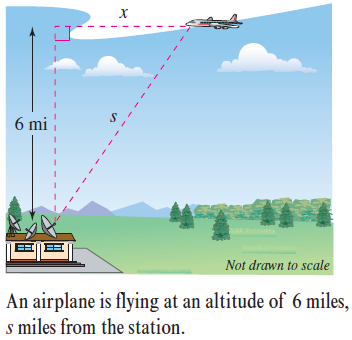 x
s
6 mi
Not drawn to scale
An airplane is flying at an altitude of 6 miles,
s miles from the station.